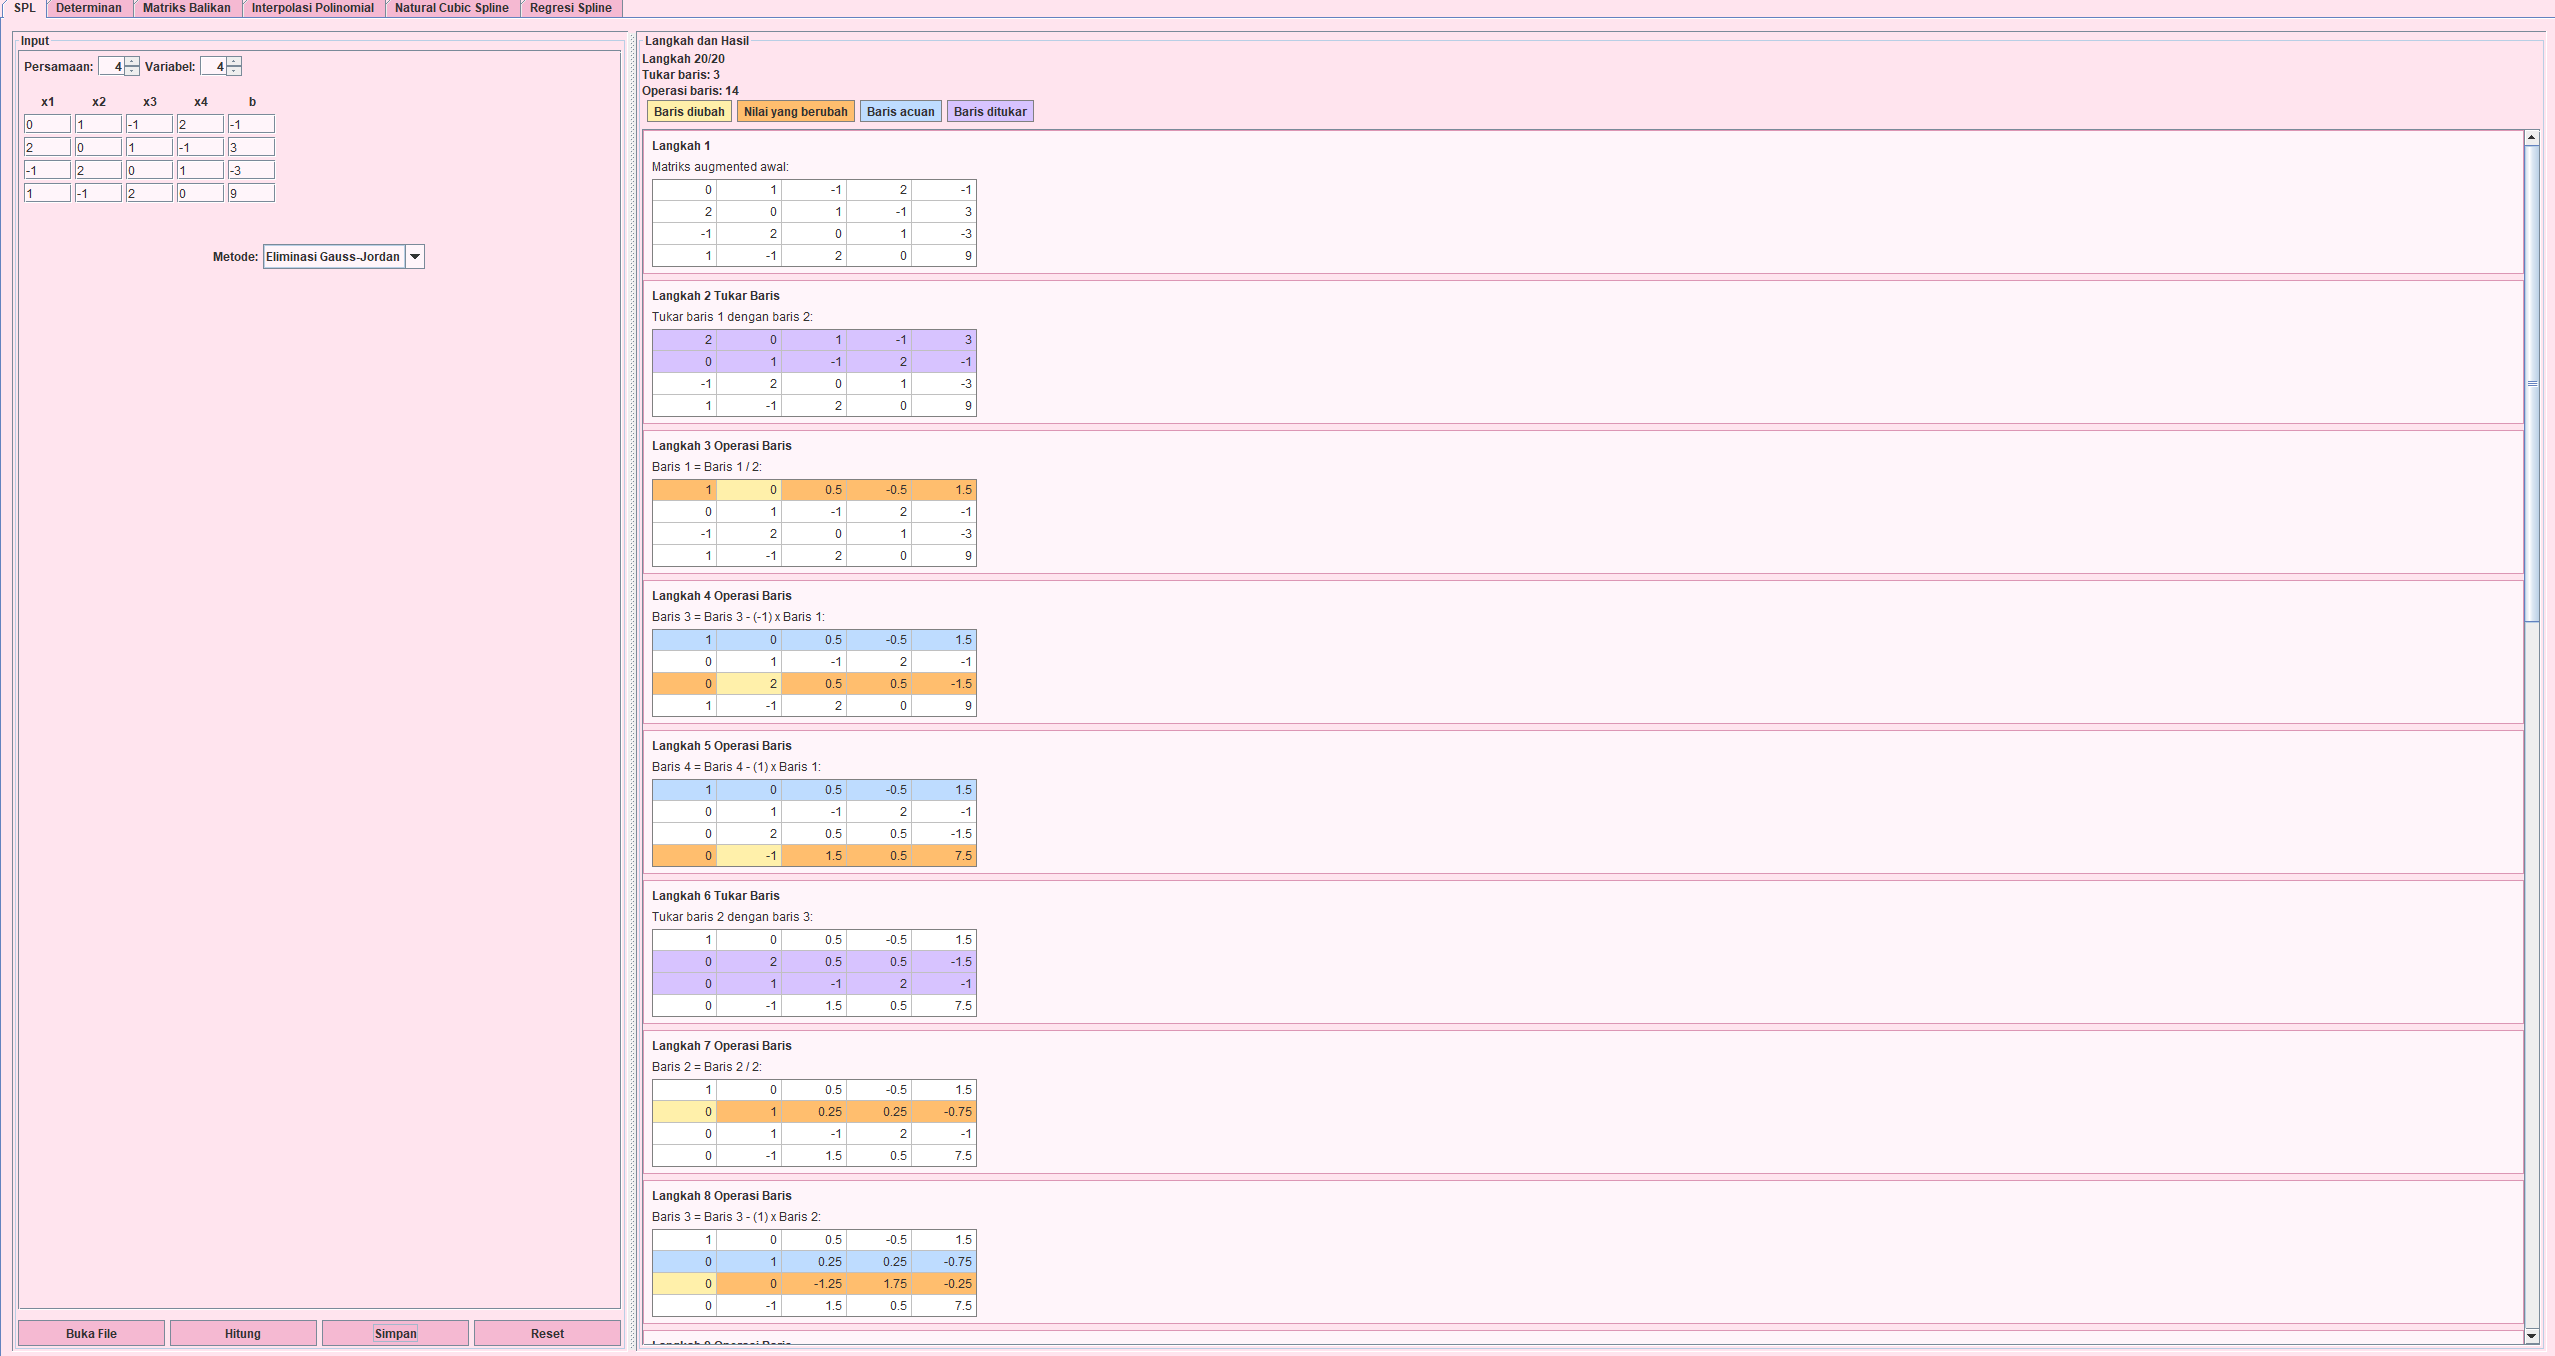 SPL Determinan Matriks Balikan Interpolasi Polinomial Natural Cubic Spline Regresi Spline
Input
Persamaan: 4 Variabel: 4
x1 x2 x3 x4 b
0 1 -1 2 -1
2 0 1 -1 3
-1 2 0 1 -3
1 -1 2 0 9
Metode: Eliminasi Gauss-Jordan
Buka File Hitung Simpan Reset
Langkah dan Hasil
Langkah 20/20
Tukar baris: 3
Operasi baris: 14
Baris diubah Nilai yang berubah Baris acuan Baris ditukar
Langkah 1
Matriks augmented awal:
0 1 -1 2 -1
2 0 1 -1 3
-1 2 0 1 -3
1 -1 2 0 9
Langkah 2 Tukar Baris
Tukar baris 1 dengan baris 2:
2 0 1 -1 3
0 1 -1 2 -1
-1 2 0 1 -3
1 -1 2 0 9
Langkah 3 Operasi Baris
Baris 1 = Baris 1 / 2:
1 0 0.5 -0.5 1.5
0 1 -1 2 -1
-1 2 0 1 -3
1 -1 2 0 9
Langkah 4 Operasi Baris
Baris 3 = Baris 3 - (-1) x Baris 1:
1 0 0.5 -0.5 1.5
0 1 -1 2 -1
0 2 0.5 0.5 -1.5
1 -1 2 0 9
Langkah 5 Operasi Baris
Baris 4 = Baris 4 - (1) x Baris 1:
1 0 0.5 -0.5 1.5
0 1 -1 2 -1
0 2 0.5 0.5 -1.5
0 -1 1.5 0.5 7.5
Langkah 6 Tukar Baris
Tukar baris 2 dengan baris 3:
1 0 0.5 -0.5 1.5
0 2 0.5 0.5 -1.5
0 1 -1 2 -1
0 -1 1.5 0.5 7.5
Langkah 7 Operasi Baris
Baris 2 = Baris 2 / 2:
1 0 0.5 -0.5 1.5
0 1 0.25 0.25 -0.75
0 1 -1 2 -1
0 -1 1.5 0.5 7.5
Langkah 8 Operasi Baris
Baris 3 = Baris 3 - (1) x Baris 2:
1 0 0.5 -0.5 1.5
0 1 0.25 0.25 -0.75
0 0 -1.25 1.75 -0.25
0 -1 1.5 0.5 7.5
Langkah 9 Operasi Baris